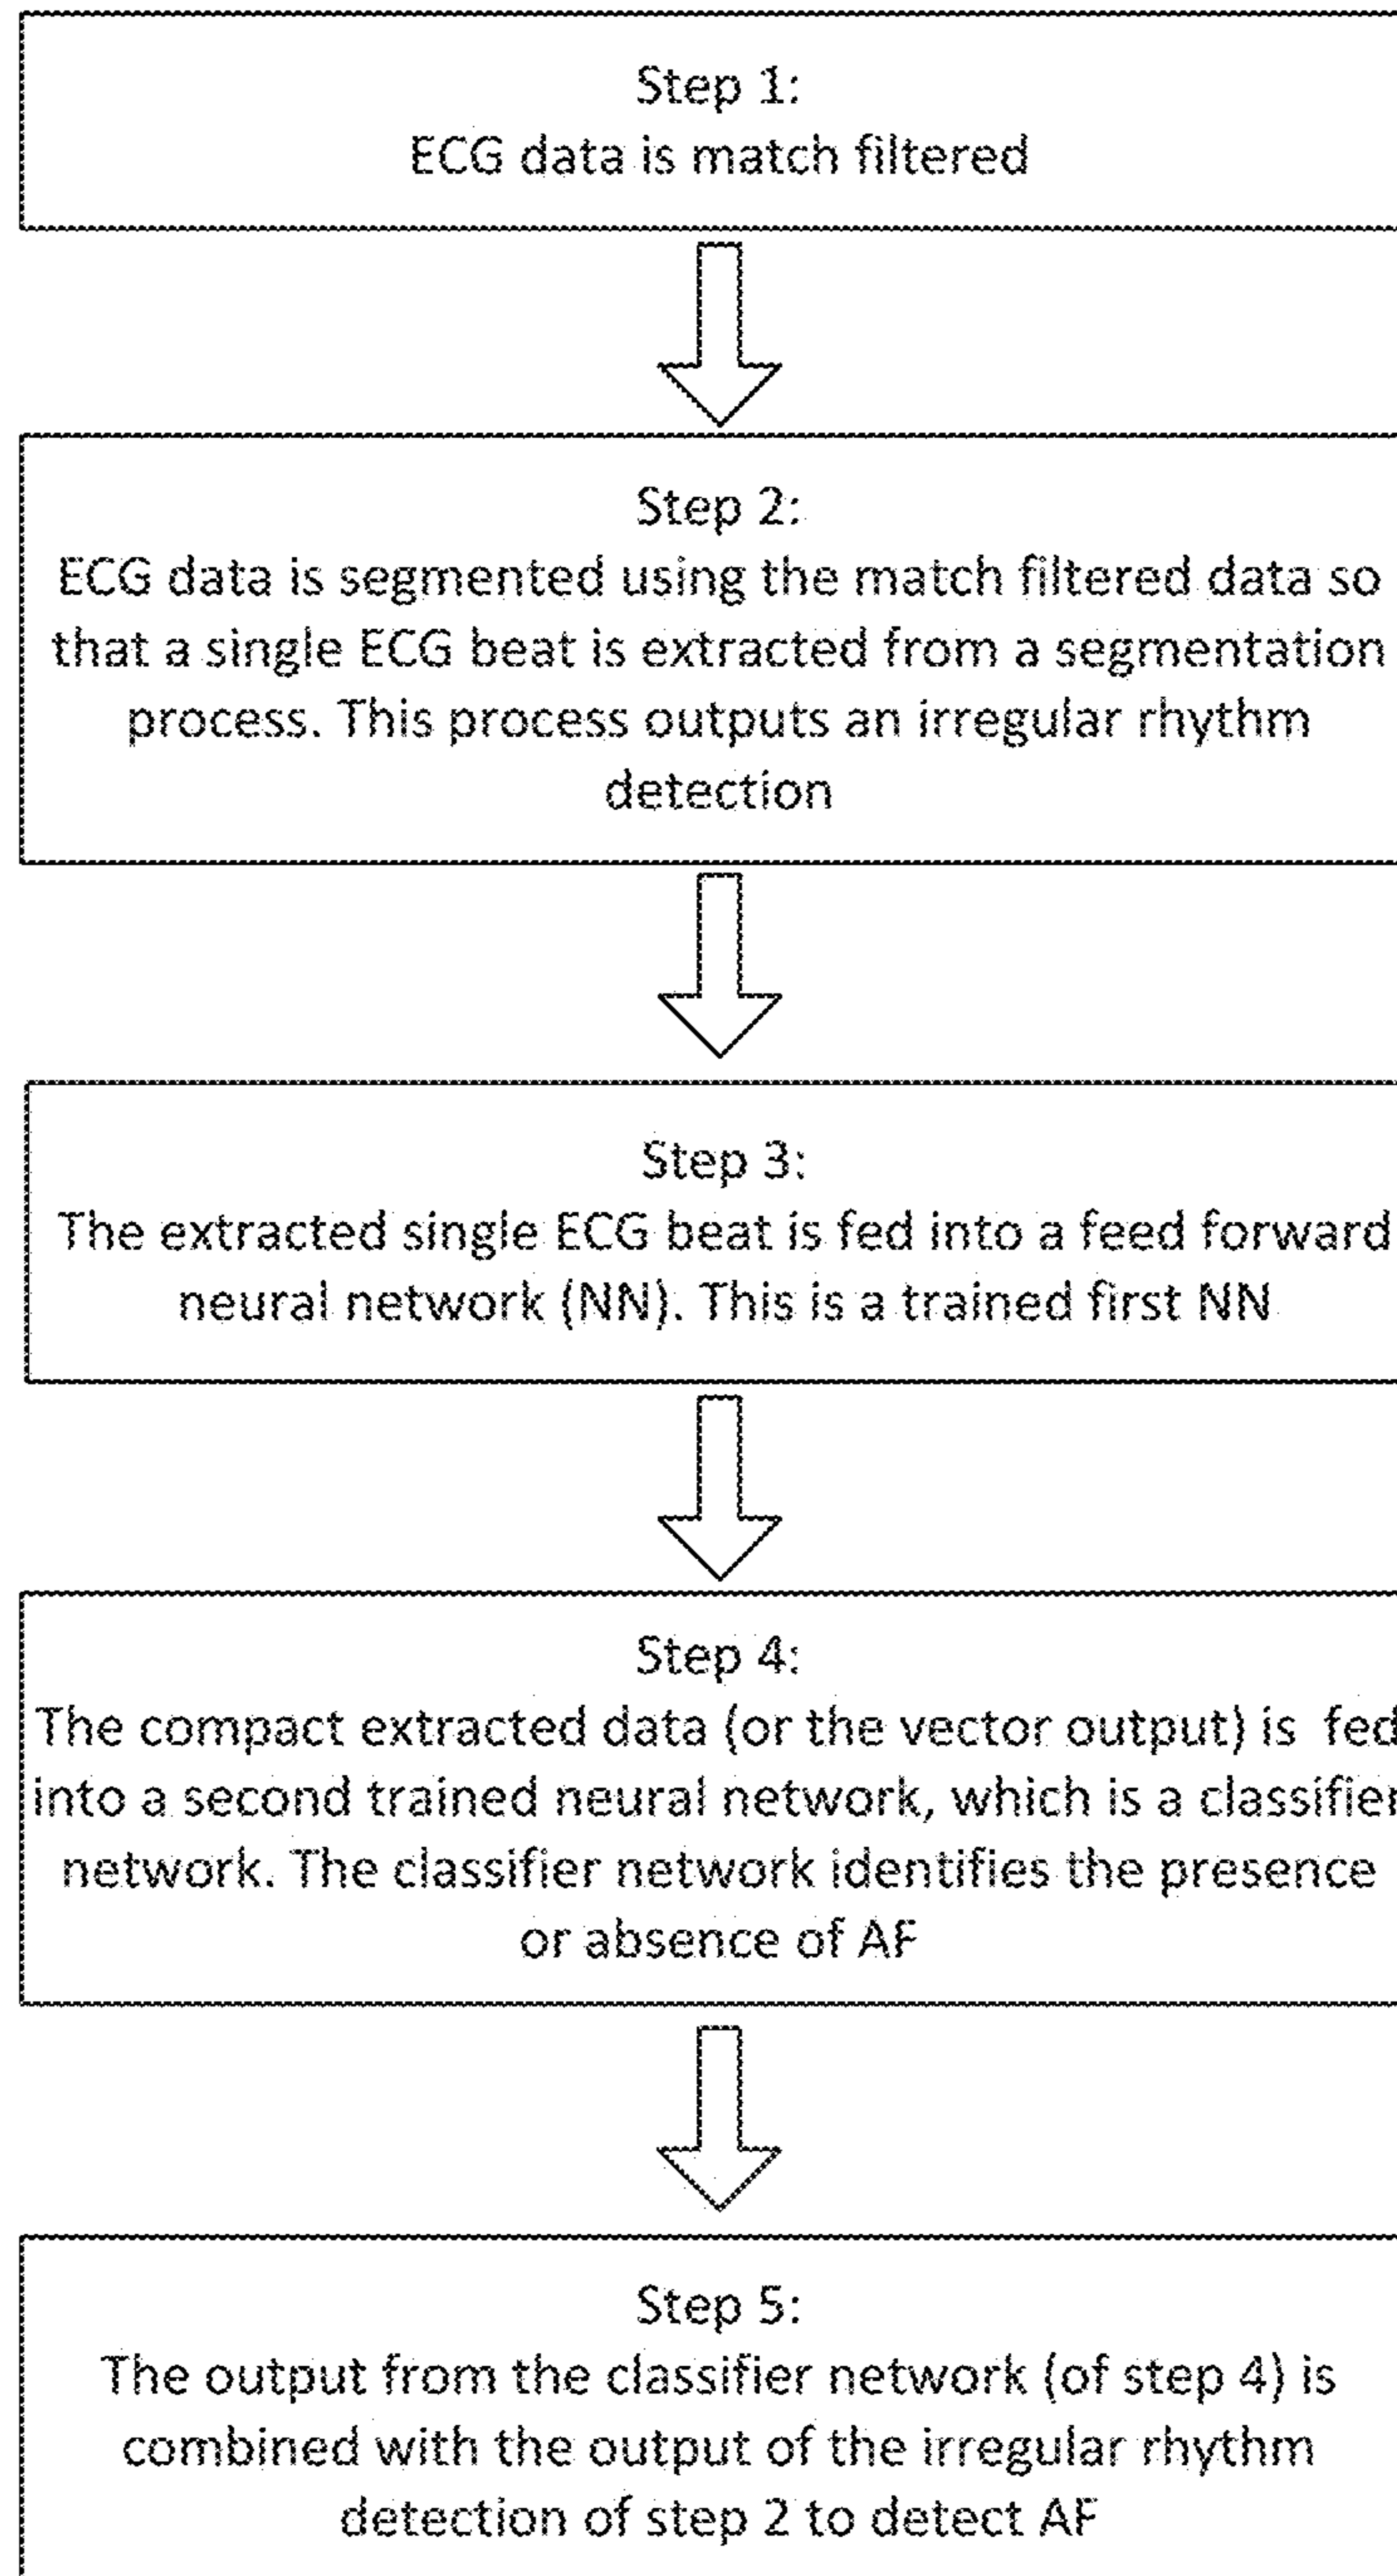 Step 1:
ECG data is match filtered
Step 2:
ECG data is segmented using the match filtered data so
that a single ECG beat is extracted from a segmentation
process. This process outputs an irregular rhythm
detection
Step 3:
The extracted single ECG beat is fed into a feed forward
neural network (NN). This is a trained first NN
Step 4:
The compact extracted data (or the vector output) is fed
into a second trained neural network, which is a classifier
network. The classifier network identifies the presence
or absence of AF
Step 5:
The output from the classifier network (of step 4) is
combined with the output of the irregular rhythm
detection of step 2 to detect AF